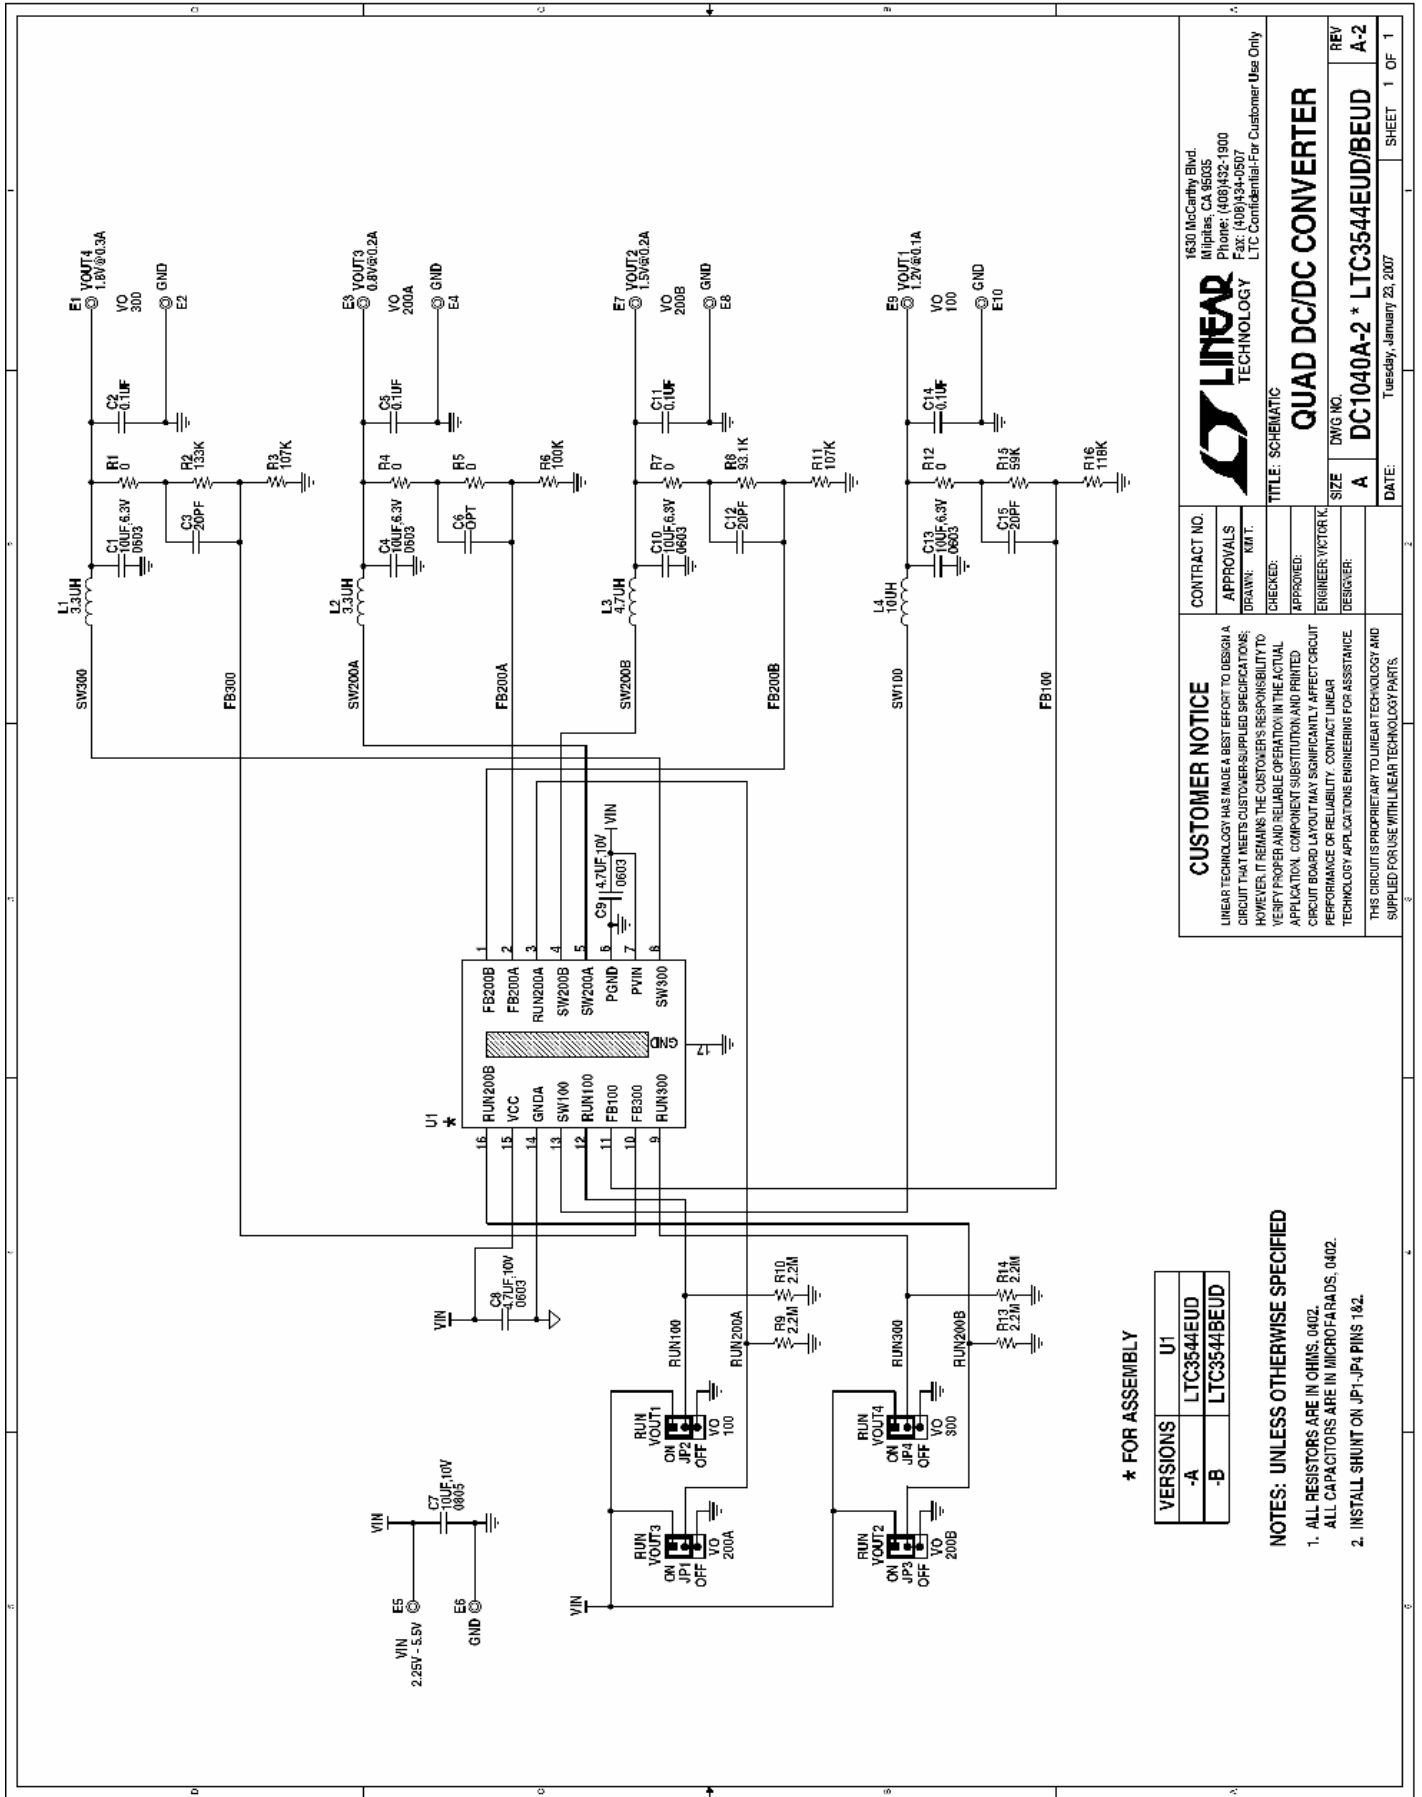 VIN
2.25V - 5.5V
E5
E6
GND
VIN
C7
10UF,10V
0805
VIN
C8
4.7UF,10V
0603
U1
*
16
15
14
13
12
11
10
9
RUN200B
VCC
GNDA
SW100
RUN100
FB100
FB300
RUN300
GND
17
FB200B
FB200A
RUN200A
SW200B
SW200A
PGND
PVIN
SW300
1
2
3
4
5
6
7
8
C9
4.7UF,10V
0603
VIN
SW300
FB300
L1
3.3UH
C1
10UF,6.3V
0603
C3
20PF
R1
0
R2
133K
R3
107K
C2
0.1UF
E1
VOUT4
1.8V@0.3A
VO
300
GND
E2
SW200A
FB200A
L2
3.3UH
C4
10UF,6.3V
0603
C6
OPT
R4
0
R5
0
R6
100K
C5
0.1UF
E3
VOUT3
0.8V@0.2A
VO
200A
GND
E4
SW200B
FB200B
L3
4.7UH
C10
10UF,6.3V
0603
C12
20PF
R7
0
R8
93.1K
R11
107K
C11
0.1UF
E7
VOUT2
1.5V@0.2A
VO
200B
GND
E8
SW100
FB100
L4
10UH
C13
10UF,6.3V
0603
C15
20PF
R12
0
R15
59K
R16
118K
C14
0.1UF
E9
VOUT1
1.2V@0.1A
VO
100
GND
E10
VIN
RUN
VOUT3
ON
JP1
OFF
VO
200A
RUN
VOUT1
ON
JP2
OFF
VO
100
RUN100
RUN200A
R9
2.2M
R10
2.2M
RUN
VOUT2
ON
JP3
OFF
VO
200B
RUN
VOUT4
ON
JP4
OFF
VO
300
RUN300
RUN200B
R13
2.2M
R14
2.2M
* FOR ASSEMBLY
VERSIONS U1
-A LTC3544EUD
-B LTC3544BEUD
NOTES: UNLESS OTHERWISE SPECIFIED
1. ALL RESISTORS ARE IN OHMS, 0402.
ALL CAPACITORS ARE IN MICROFARADS, 0402.
2. INSTALL SHUNT ON JP1-JP4 PINS 1&2.
CUSTOMER NOTICE
LINEAR TECHNOLOGY HAS MADE A BEST EFFORT TO DESIGN A
CIRCUIT THAT MEETS CUSTOMER-SUPPLIED SPECIFICATIONS;
HOWEVER, IT REMAINS THE CUSTOMER'S RESPONSIBILITY TO
VERIFY PROPER AND RELIABLE OPERATION IN THE ACTUAL
APPLICATION. COMPONENT SUBSTITUTION AND PRINTED
CIRCUIT BOARD LAYOUT MAY SIGNIFICANTLY AFFECT CIRCUIT
PERFORMANCE OR RELIABILITY. CONTACT LINEAR
TECHNOLOGY APPLICATIONS ENGINEERING FOR ASSISTANCE.
THIS CIRCUIT IS PROPRIETARY TO LINEAR TECHNOLOGY AND
SUPPLIED FOR USE WITH LINEAR TECHNOLOGY PARTS.
CONTRACT NO.
APPROVALS
DRAWN: KIM T.
CHECKED:
APPROVED:
ENGINEER: VICTOR K.
DESIGNER:
LT LINEAR
TECHNOLOGY
1630 McCarthy Blvd.
Milpitas, CA 95035
Phone: (408)432-1900
Fax: (408)434-0507
LTC Confidential-For Customer Use Only
TITLE: SCHEMATIC
QUAD DC/DC CONVERTER
SIZE
A
DWG NO.
DC1040A-2 * LTC3544EUD/BEUD
REV
A-2
DATE: Tuesday, January 23, 2007
SHEET 1 OF 1